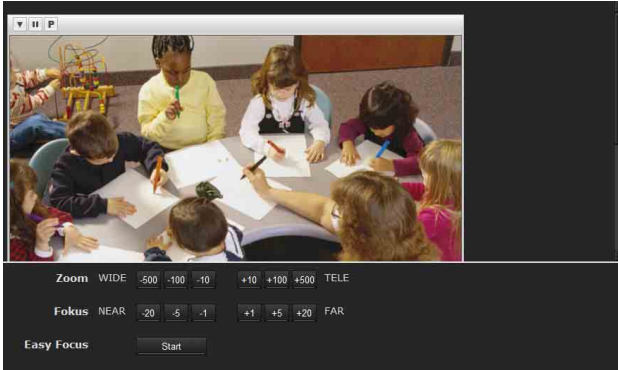 P
Zoom WIDE -500 -100 -10 +10 +100 +500 TELE
Fokus NEAR -20 -5 -1 +1 +5 +20 FAR
Easy Focus Start